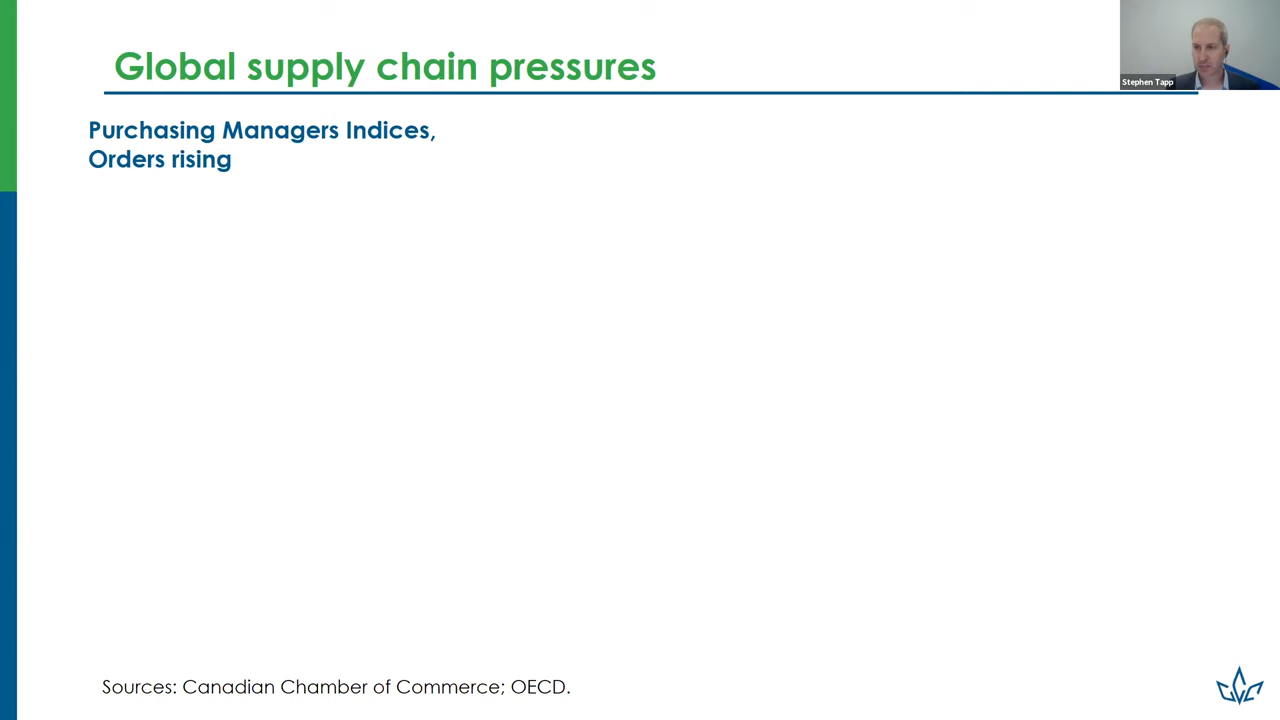 Global supply chain pressures
Stephen Tapp
Purchasing Managers Indices,
Orders rising
Sources: Canadian Chamber of Commerce; OECD.